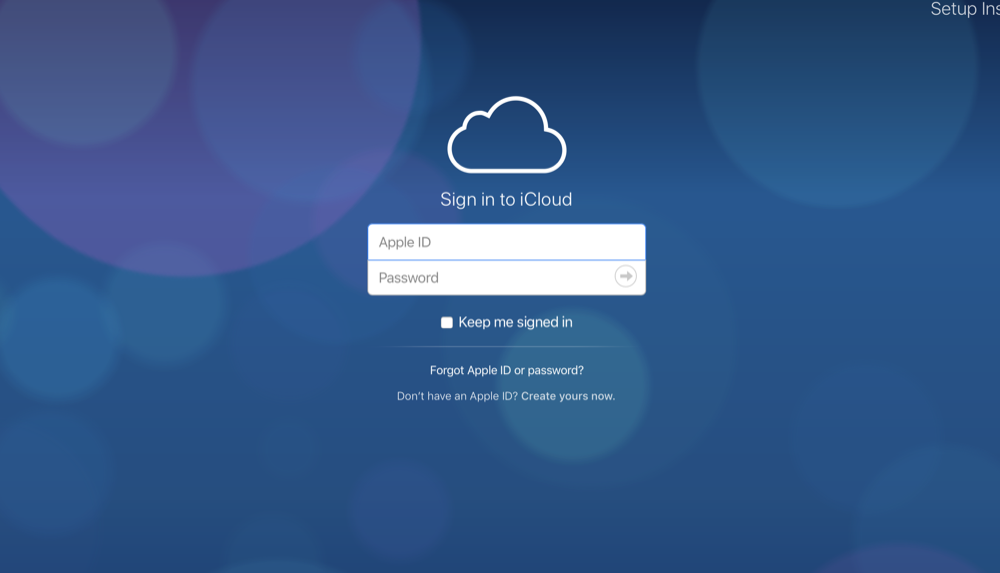 Setup Ins
Sign in to iCloud
Apple ID
Password
Keep me signed in
Forgot Apple ID or password?
Don't have an Apple ID? Create yours now.